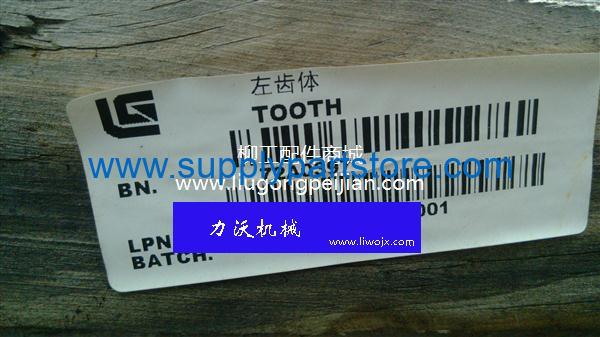 左齿体
LG
TOOTH
柳工配件商城
www.supplypartstore.com
BN.
www.liugongpeijian.com
001
力沃机械
www.liwojx.com
LPN
BATCH.